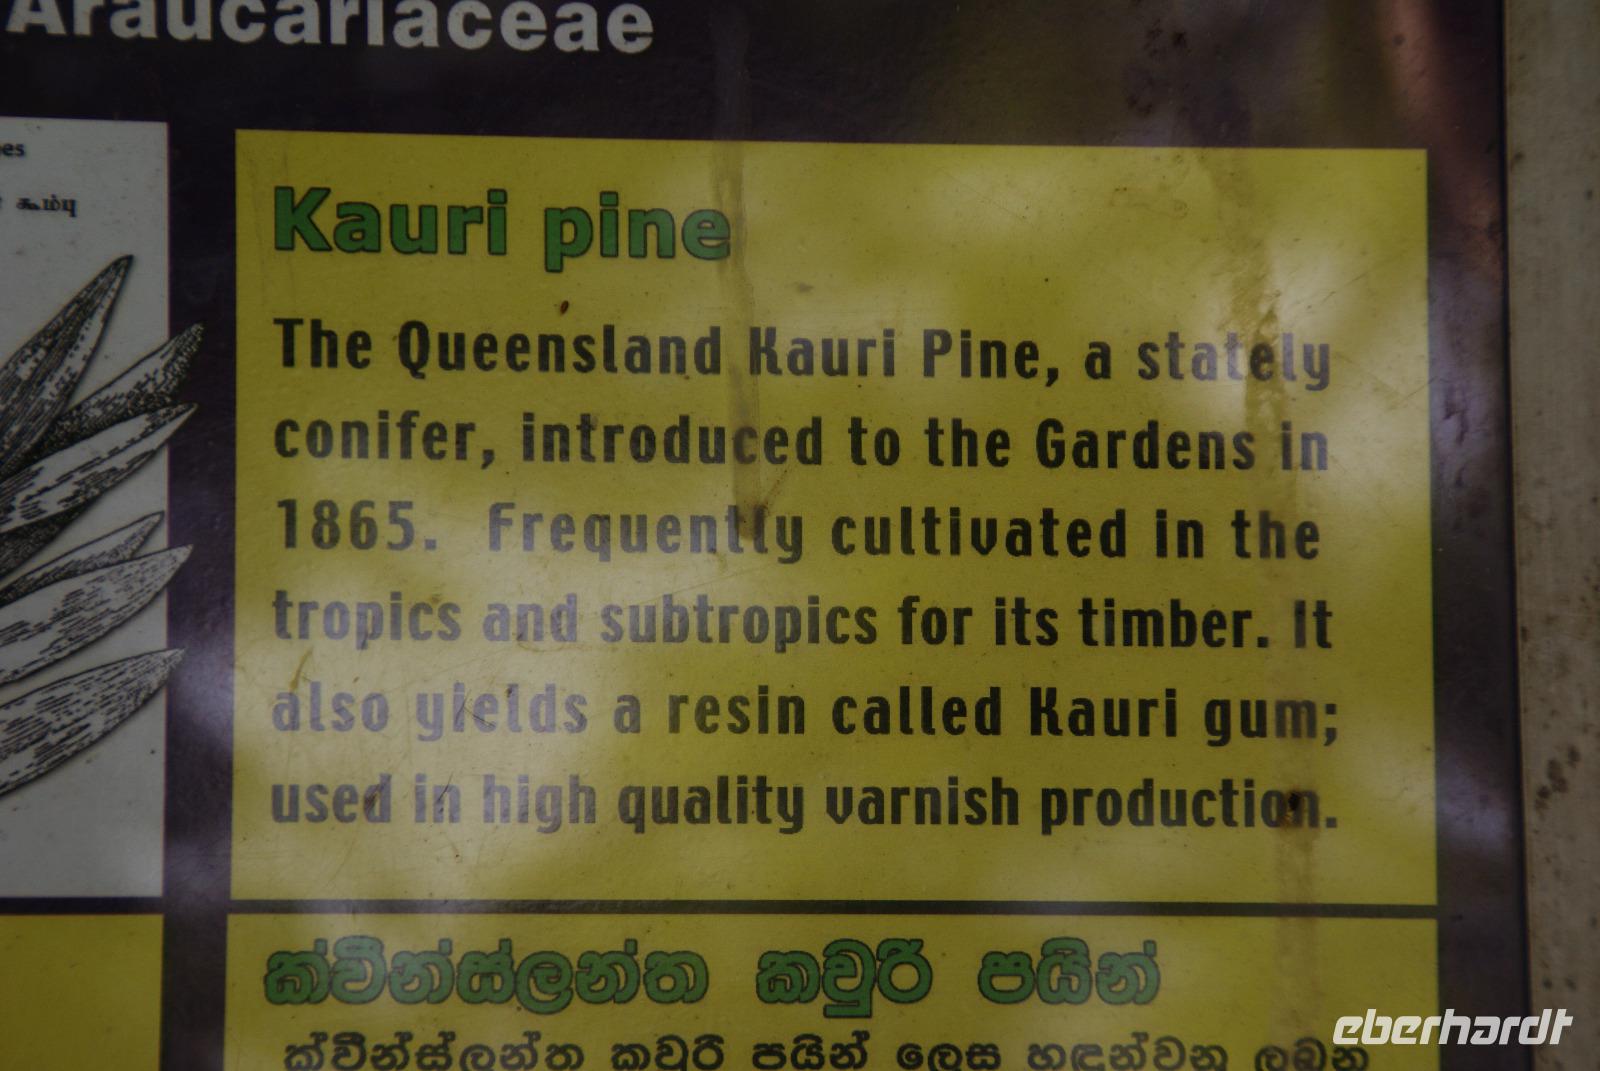 Araucariaceae
கூம்பு
Kauri pine
The Queensland Kauri Pine, a stately
conifer, introduced to the Gardens in
1865. Frequently cultivated in the
tropics and subtropics for its timber. It
also yields a resin called Kauri gum;
used in high quality varnish production.
ක්වීන්ස්ලන්ත කවුරි පයින්
ක්වීන්ස්ලන්ත කවුරි පයින් ලෙස හඳුන්වනු ලබන
eberhardt